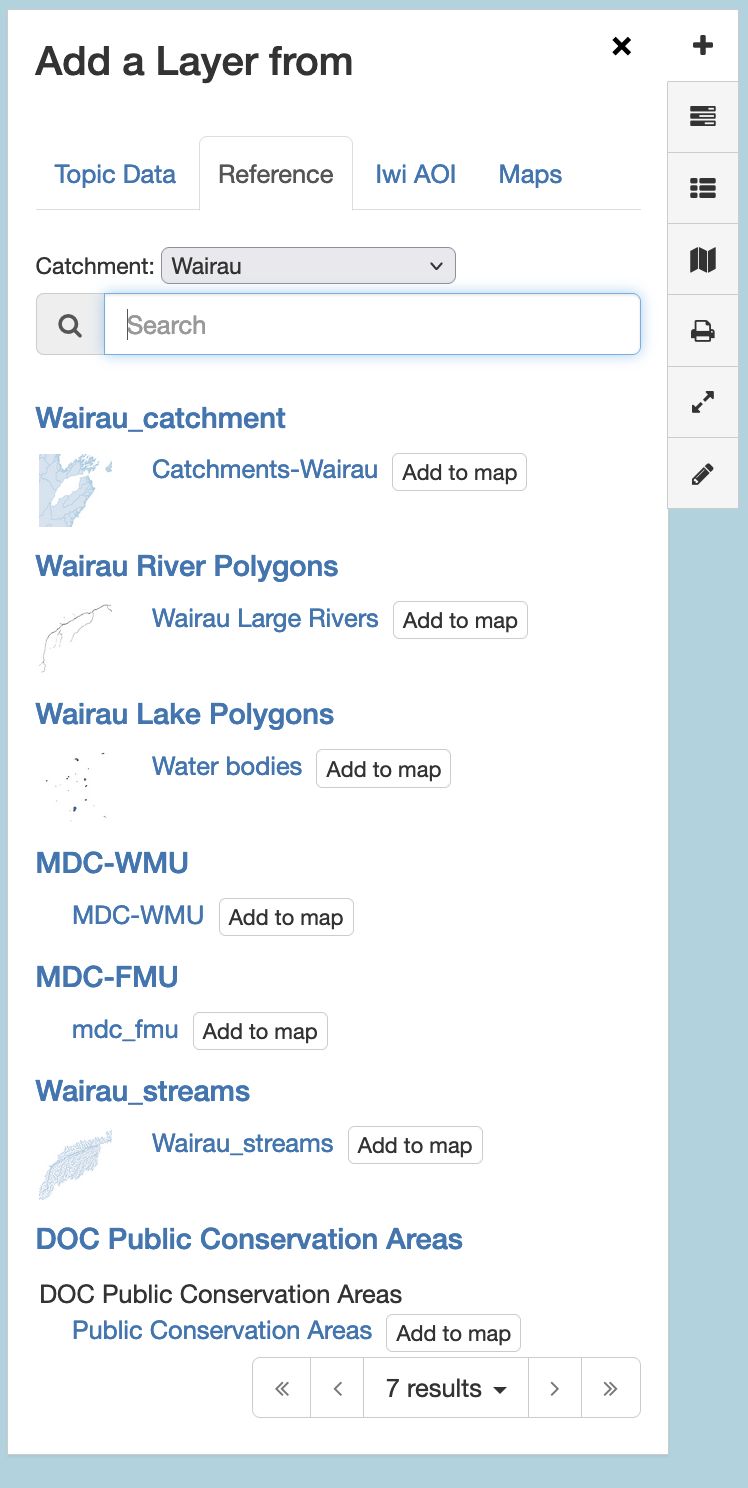 Add a Layer from
Topic Data Reference Iwi AOI Maps
Catchment: Wairau
Search
Wairau_catchment
Catchments-Wairau Add to map
Wairau River Polygons
Wairau Large Rivers Add to map
Wairau Lake Polygons
Water bodies Add to map
MDC-WMU
MDC-WMU Add to map
MDC-FMU
mdc_fmu Add to map
Wairau_streams
Wairau_streams Add to map
DOC Public Conservation Areas
DOC Public Conservation Areas
Public Conservation Areas Add to map
« ‹ 7 results › »